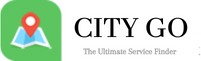 CITY GO
The Ultimate Service Finder